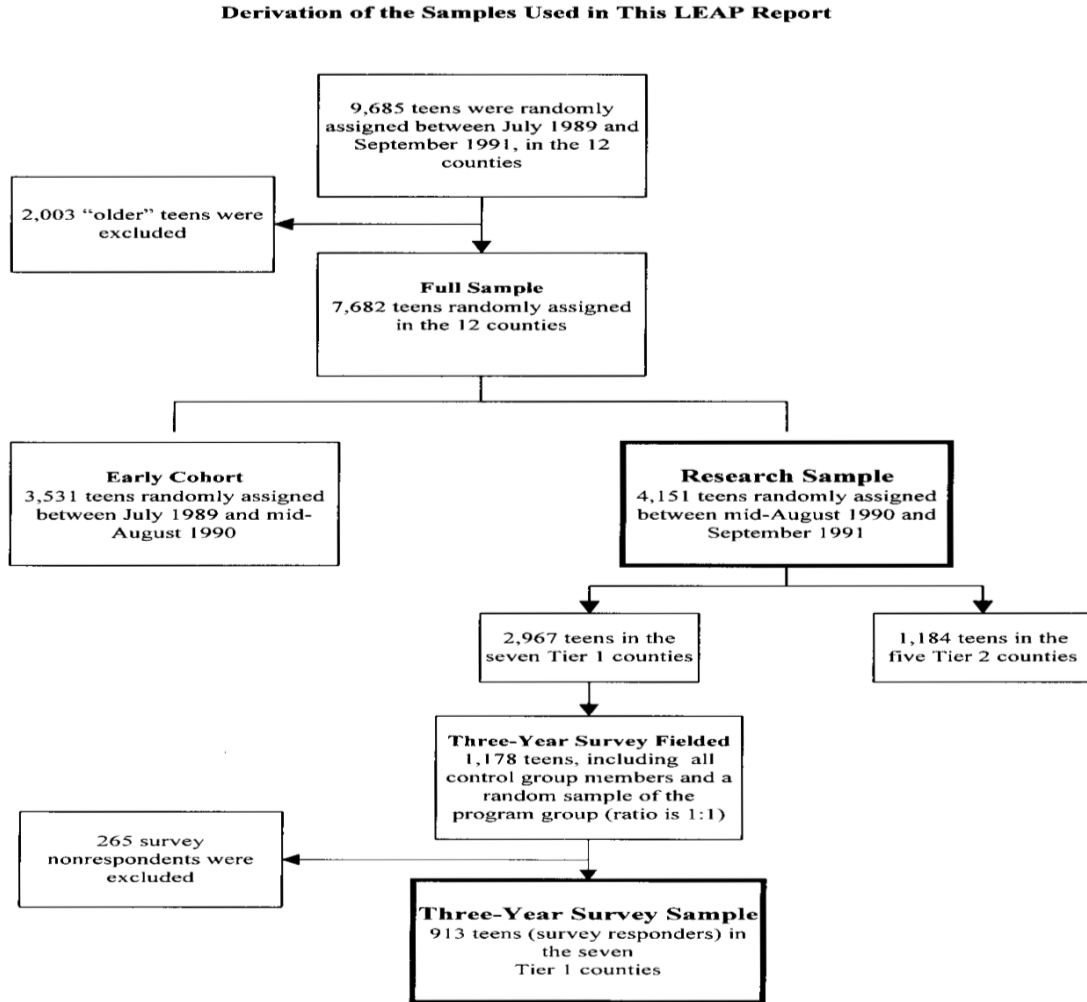 Derivation of the Samples Used in This LEAP Report
9,685 teens were randomly
assigned between July 1989 and
September 1991, in the 12
counties
2,003 “older” teens were
excluded
Full Sample
7,682 teens randomly assigned
in the 12 counties
Early Cohort
3,531 teens randomly assigned
between July 1989 and mid-
August 1990
Research Sample
4,151 teens randomly assigned
between mid-August 1990 and
September 1991
2,967 teens in the
seven Tier 1 counties
1,184 teens in the
five Tier 2 counties
Three-Year Survey Fielded
1,178 teens, including all
control group members and a
random sample of the
program group (ratio is 1:1)
265 survey
nonrespondents were
excluded
Three-Year Survey Sample
913 teens (survey responders) in
the seven
Tier 1 counties